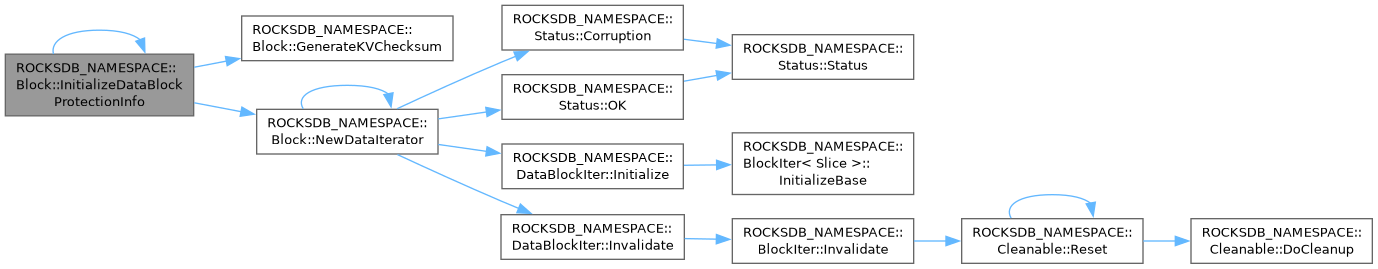 ROCKSDB_NAMESPACE::
Block::InitializeDataBlock
ProtectionInfo
ROCKSDB_NAMESPACE::
Block::GenerateKVChecksum
ROCKSDB_NAMESPACE::
Block::NewDataIterator
ROCKSDB_NAMESPACE::
Status::Corruption
ROCKSDB_NAMESPACE::
Status::OK
ROCKSDB_NAMESPACE::
Status::Status
ROCKSDB_NAMESPACE::
DataBlockIter::Initialize
ROCKSDB_NAMESPACE::
BlockIter< Slice >::
InitializeBase
ROCKSDB_NAMESPACE::
DataBlockIter::Invalidate
ROCKSDB_NAMESPACE::
BlockIter::Invalidate
ROCKSDB_NAMESPACE::
Cleanable::Reset
ROCKSDB_NAMESPACE::
Cleanable::DoCleanup